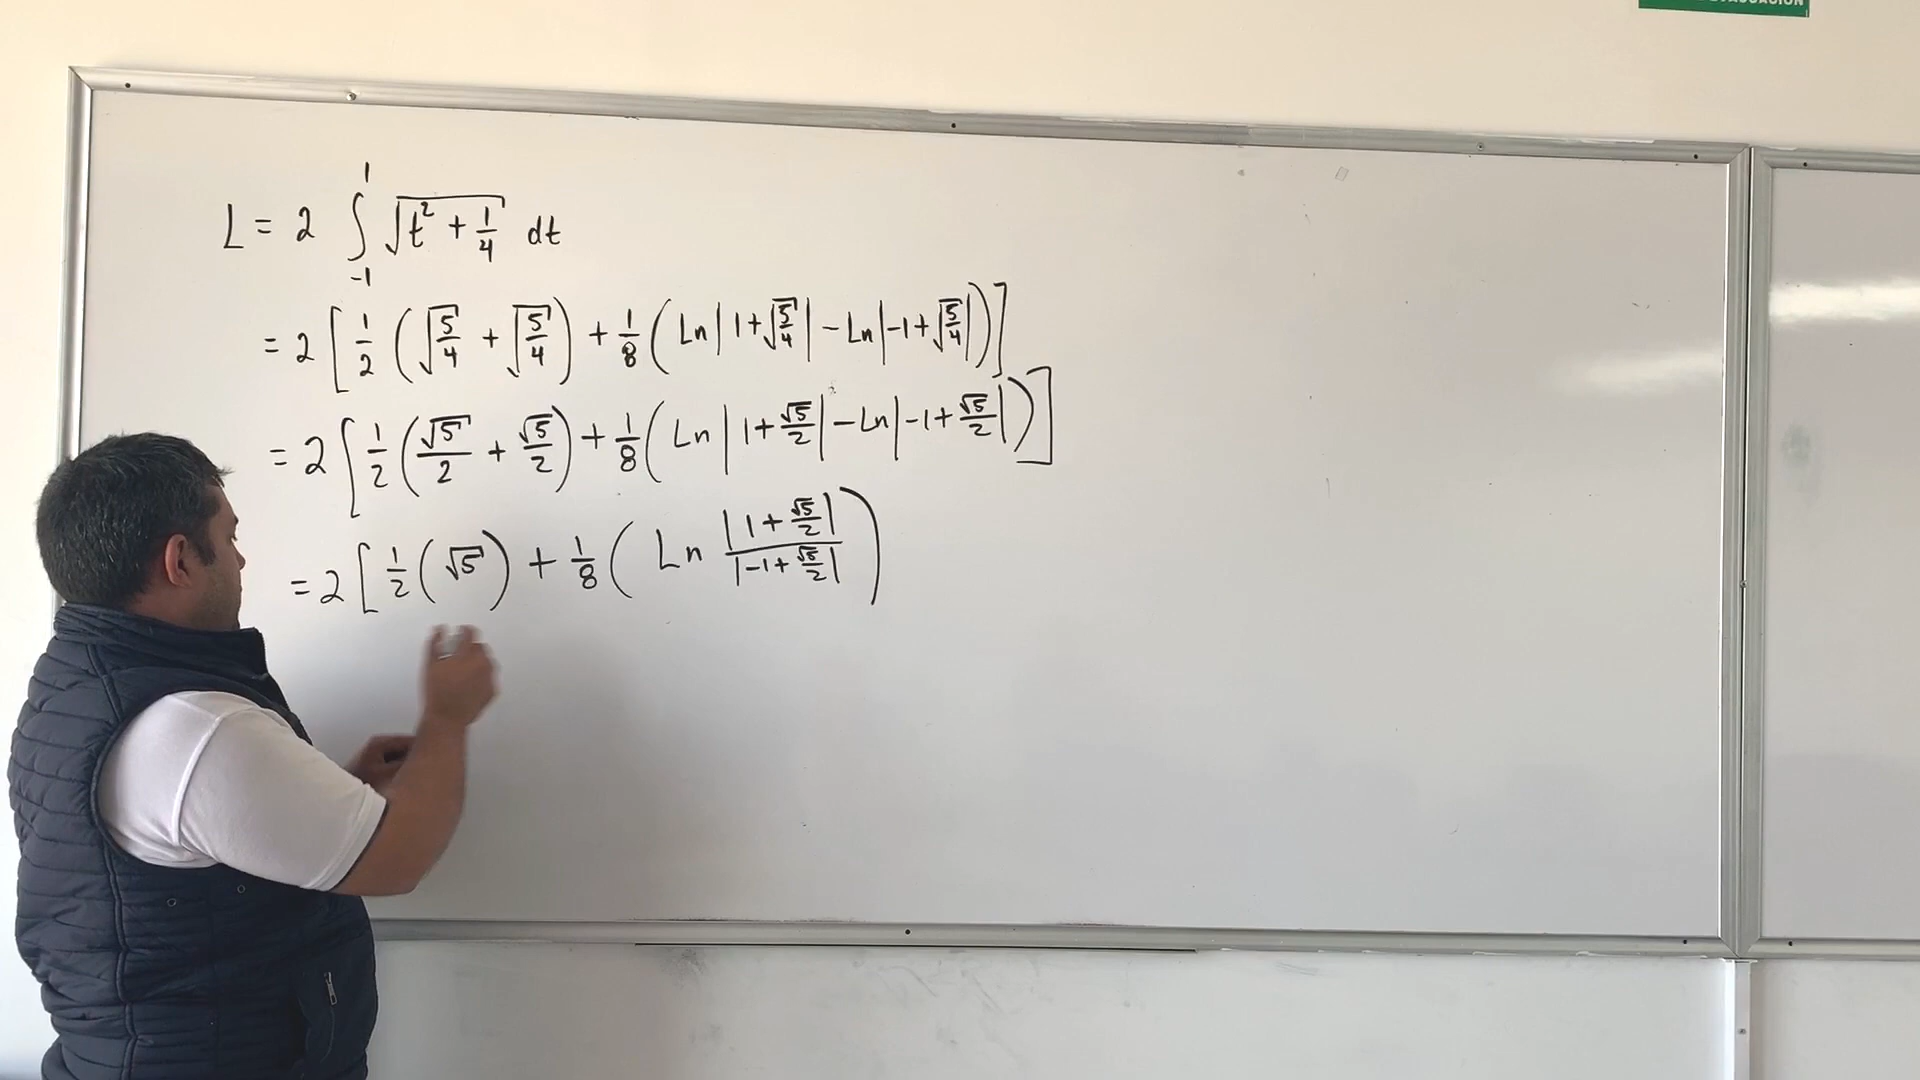 L = 2 ∫_{-1}^{1} √(t² + 1/4) dt
= 2 [ 1/2 ( √(5/4) + √(5/4) ) + 1/8 ( Ln | 1 + √(5/4) | - Ln | -1 + √(5/4) | ) ]
= 2 [ 1/2 ( √5/2 + √5/2 ) + 1/8 ( Ln | 1 + √5/2 | - Ln | -1 + √5/2 | ) ]
= 2 [ 1/2 ( √5 ) + 1/8 ( Ln |1 + √5/2| / |-1 + √5/2| )